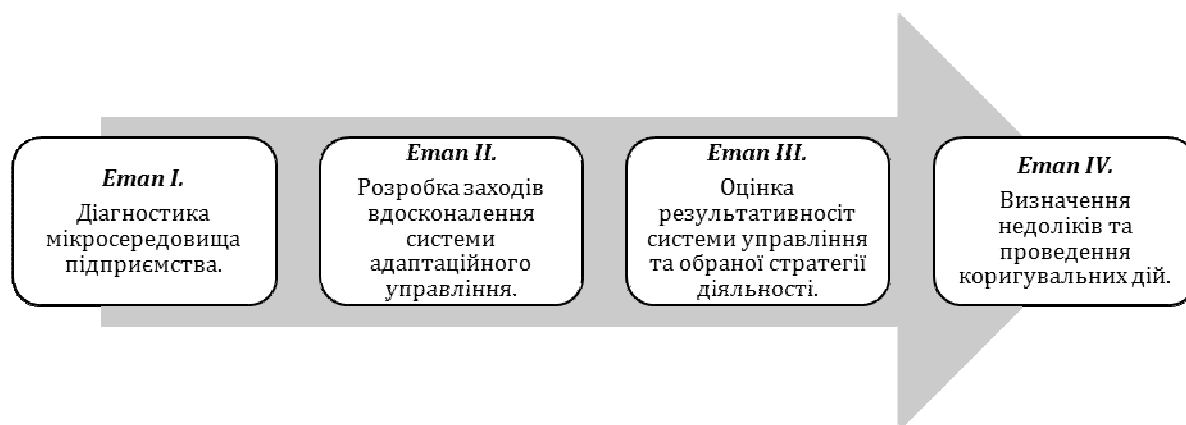 Етап I.
Діагностика
мікросередовища
підприємства.
Етап II.
Розробка заходів
вдосконалення
системи
адаптаційного
управління.
Етап III.
Оцінка
результативносіт
системи управління
та обраної стратегії
діяльності.
Етап IV.
Визначення
недоліків та
проведення
коригувальних дій.